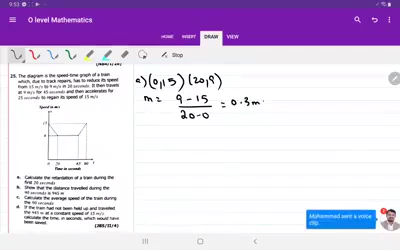 9:53
O level Mathematics
HOME
INSERT
DRAW
VIEW
Stop
(J84/1/20)
25. The diagram is the speed-time graph of a train
which, due to track repairs, has to reduce its speed
from 15 m/s to 9 m/s in 20 seconds. It then travels
at 9 m/s for 45 seconds and then accelerates for
25 seconds to regain its speed of 15 m/s
Speed in m/s
15
9
0 20 65 90
Time in seconds
a. Calculate the retardation of a train during the
first 20 seconds
b. Show that the distance travelled during the
90 seconds is 945 m
c. Calculate the average speed of the train during
the 90 seconds
d. If the train had not been held up and travelled
the 945 m at a constant speed of 15 m/s
calculate the time, in seconds, which would have
been saved.
(J85/II/4)
a) (0,15) (20,9)
m = 9 - 15 / 20 - 0 = 0.3 m
Mohammed sent a voice
clip.